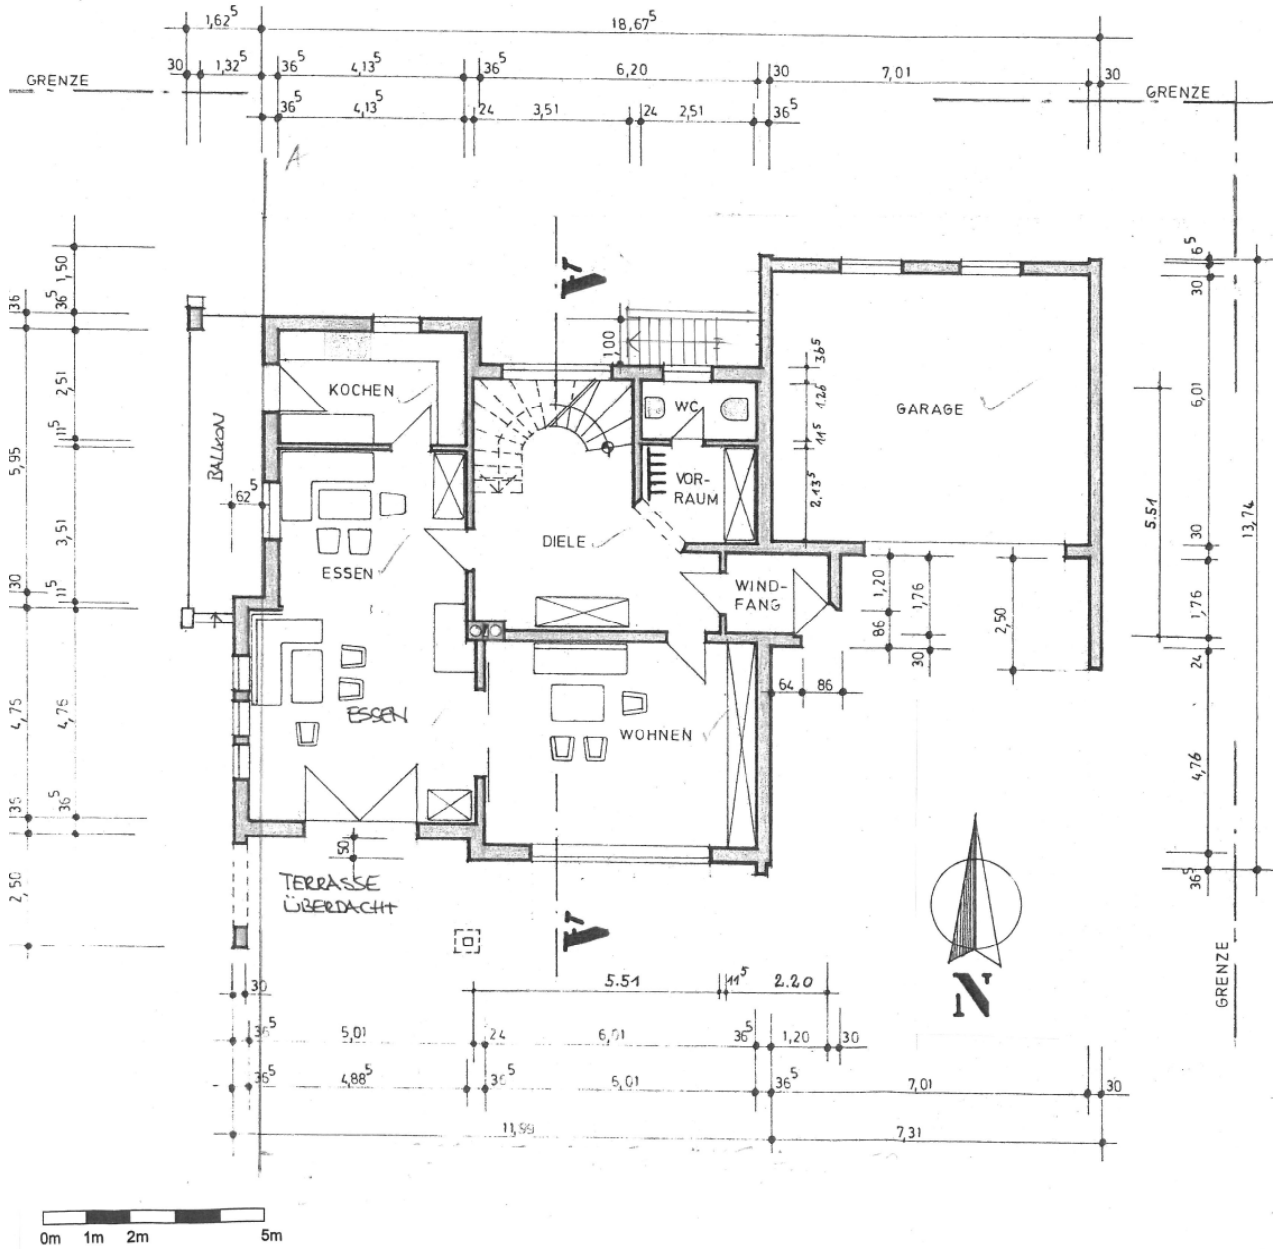 1,62⁵ 18,67⁵
30 1,32⁵ 36⁵ 4,13⁵ 36⁵ 6,20 30 7,01 30
GRENZE GRENZE
36⁵ 4,13⁵ 24 3,51 24 2,51 36⁵
A
1,50
36 36⁵
6⁵
30
1,00
36⁵
KOCHEN
WC
1.26
GARAGE
6,01
2,51
BALKON
11⁵
11⁵
5,95
62⁵
VOR-
RAUM
2.13⁵
5.51
13,74
3,51
DIELE
ESSEN
30 11⁵
WIND-
FANG
1,20
1,76
2,50
30
1,76
86
30
24
64 86
ESSEN
WOHNEN
4,75
4,76
4,76
35
36⁵
50
36⁵
TERRASSE
ÜBERDACHT
2,50
GRENZE
N
30 5.51 11⁵ 2.20
36⁵ 5,01 24 6,01 36⁵ 1,20 30
36⁵ 4,88⁵ 36⁵ 6,01 36⁵ 7,01 30
11,99 7,31
0m 1m 2m 5m